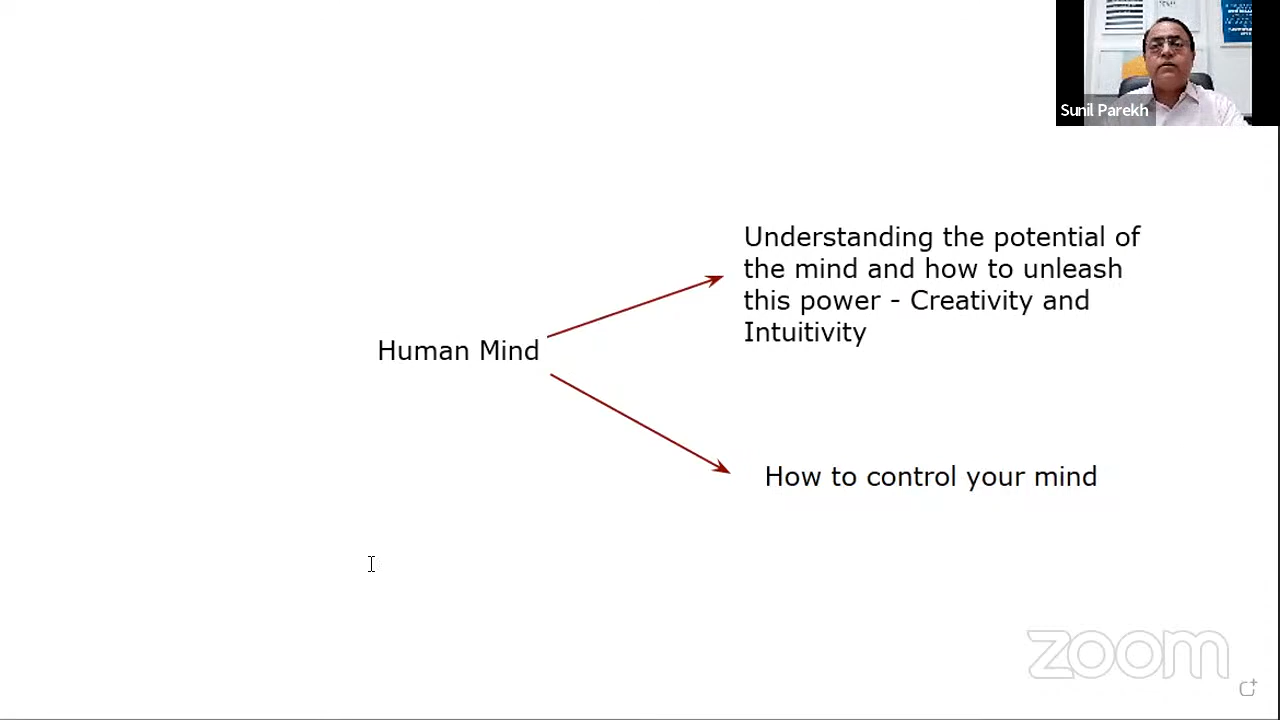 Sunil Parekh
Understanding the potential of
the mind and how to unleash
this power - Creativity and
Intuitivity
Human Mind
How to control your mind
zoom